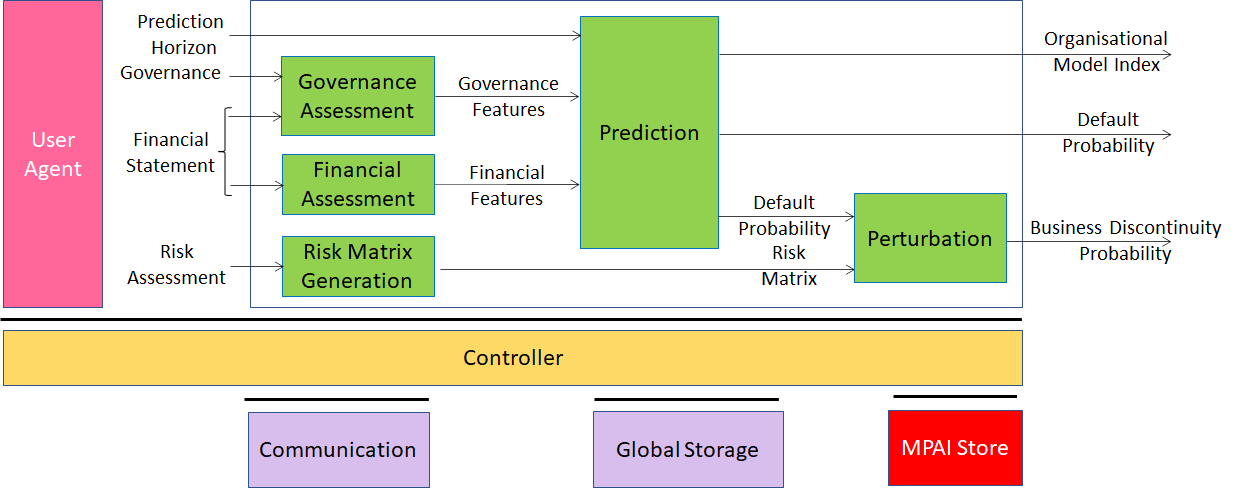 Prediction
Horizon
Governance
Financial
Statement
Risk
Assessment
User
Agent
Governance
Assessment
Financial
Assessment
Risk Matrix
Generation
Governance
Features
Financial
Features
Prediction
Default
Probability
Risk
Matrix
Perturbation
Organisational
Model Index
Default
Probability
Business Discontinuity
Probability
Controller
Communication
Global Storage
MPAI Store